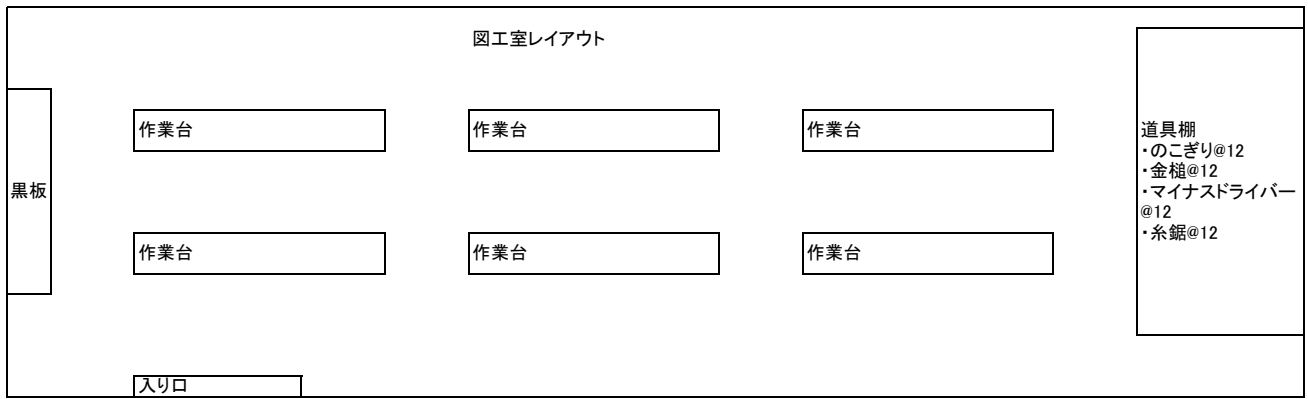 図工室レイアウト
作業台
作業台
作業台
道具棚
・のこぎり@12
・金槌@12
・マイナスドライバー
@12
・糸鋸@12
黒板
作業台
作業台
作業台
入り口